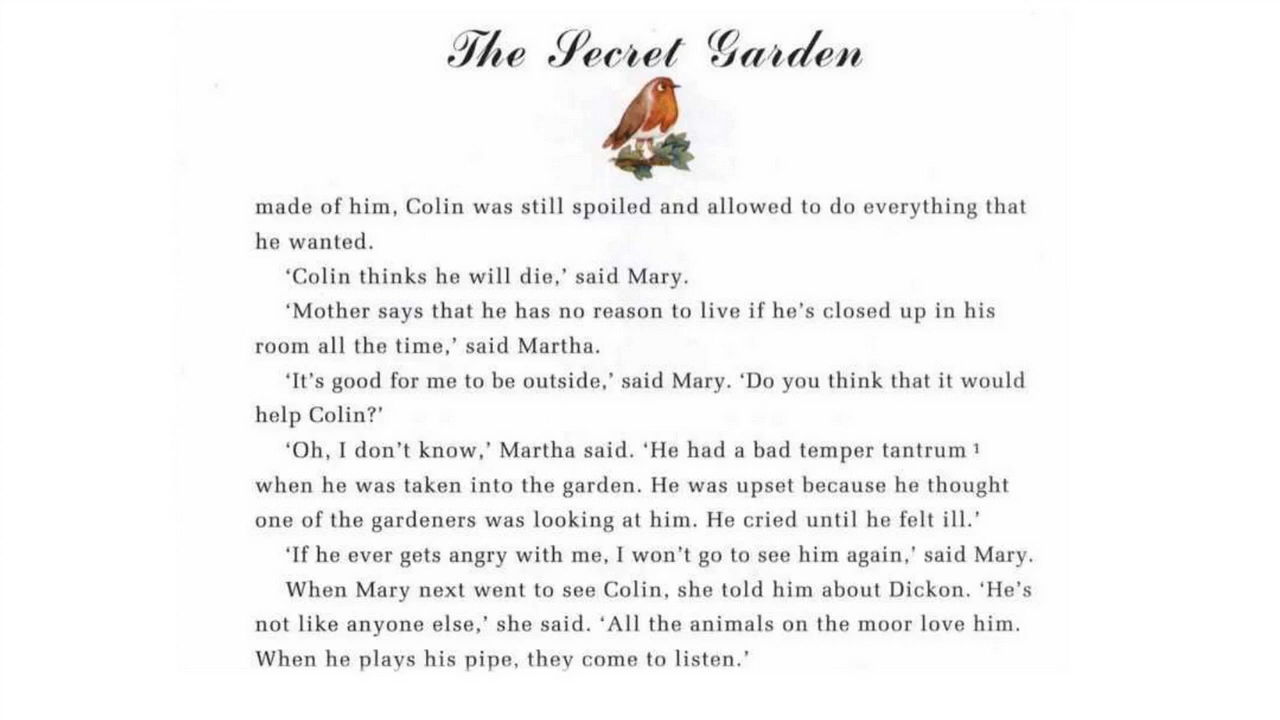 The Secret Garden
made of him, Colin was still spoiled and allowed to do everything that
he wanted.
‘Colin thinks he will die,’ said Mary.
‘Mother says that he has no reason to live if he’s closed up in his
room all the time,’ said Martha.
‘It’s good for me to be outside,’ said Mary. ‘Do you think that it would
help Colin?’
‘Oh, I don’t know,’ Martha said. ‘He had a bad temper tantrum ¹
when he was taken into the garden. He was upset because he thought
one of the gardeners was looking at him. He cried until he felt ill.’
‘If he ever gets angry with me, I won’t go to see him again,’ said Mary.
When Mary next went to see Colin, she told him about Dickon. ‘He’s
not like anyone else,’ she said. ‘All the animals on the moor love him.
When he plays his pipe, they come to listen.’